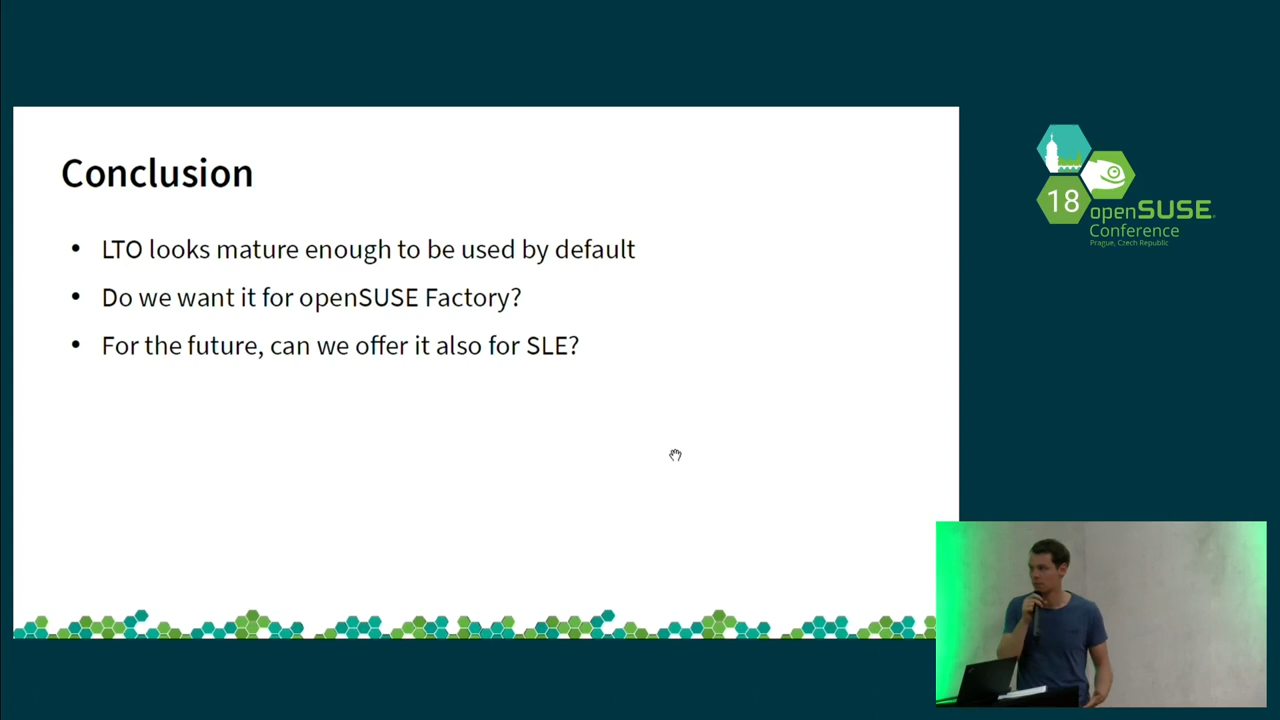 Conclusion
• LTO looks mature enough to be used by default
• Do we want it for openSUSE Factory?
• For the future, can we offer it also for SLE?
18
openSUSE
Conference
Prague, Czech Republic